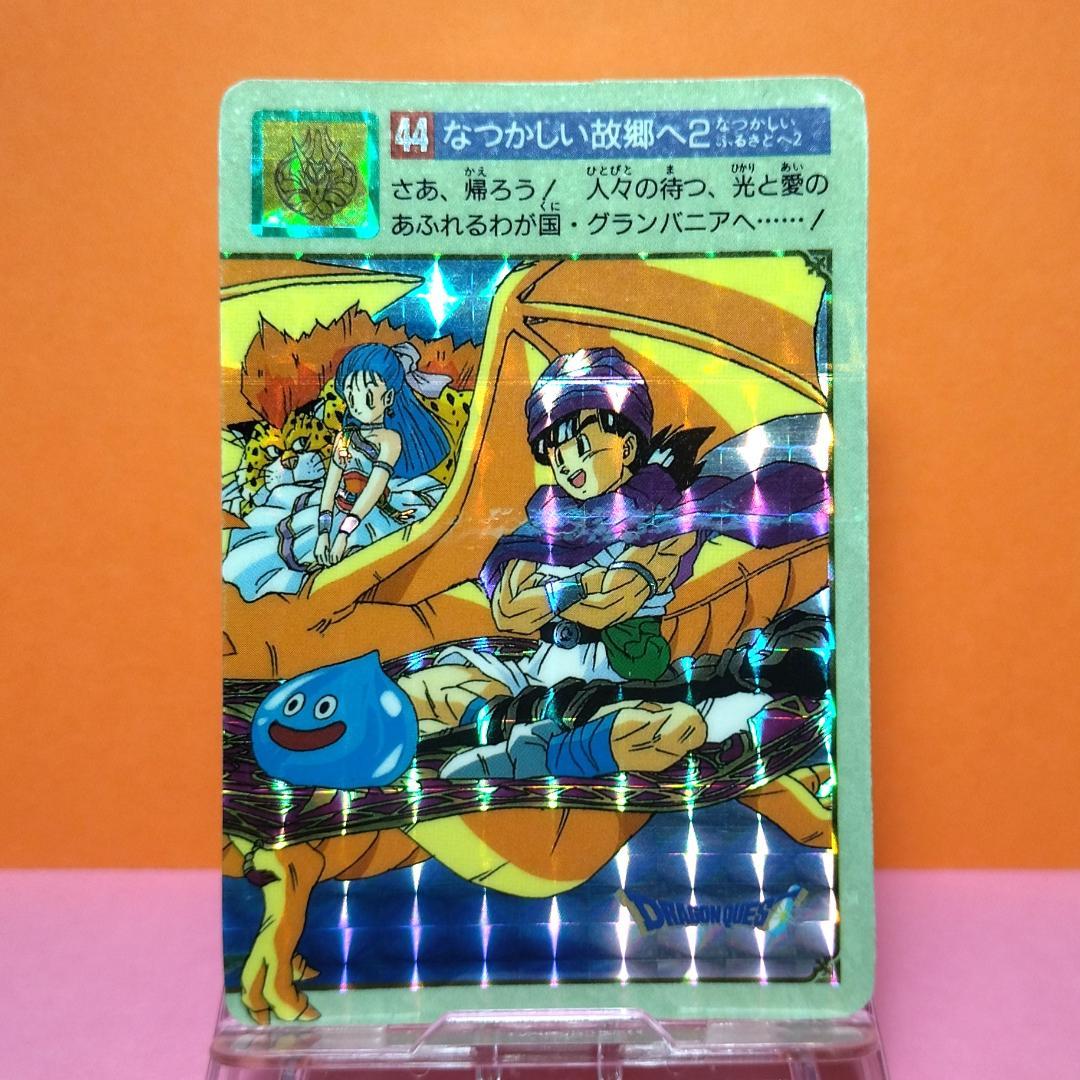 44 なつかしい故郷へ2 なつかしい
ふるさとへ2
かえ ひとびと ま ひかり あい
さあ、帰ろう! 人々の待つ、光と愛の
くに
あふれるわが国・グランバニアへ……!
DRAGON QUEST